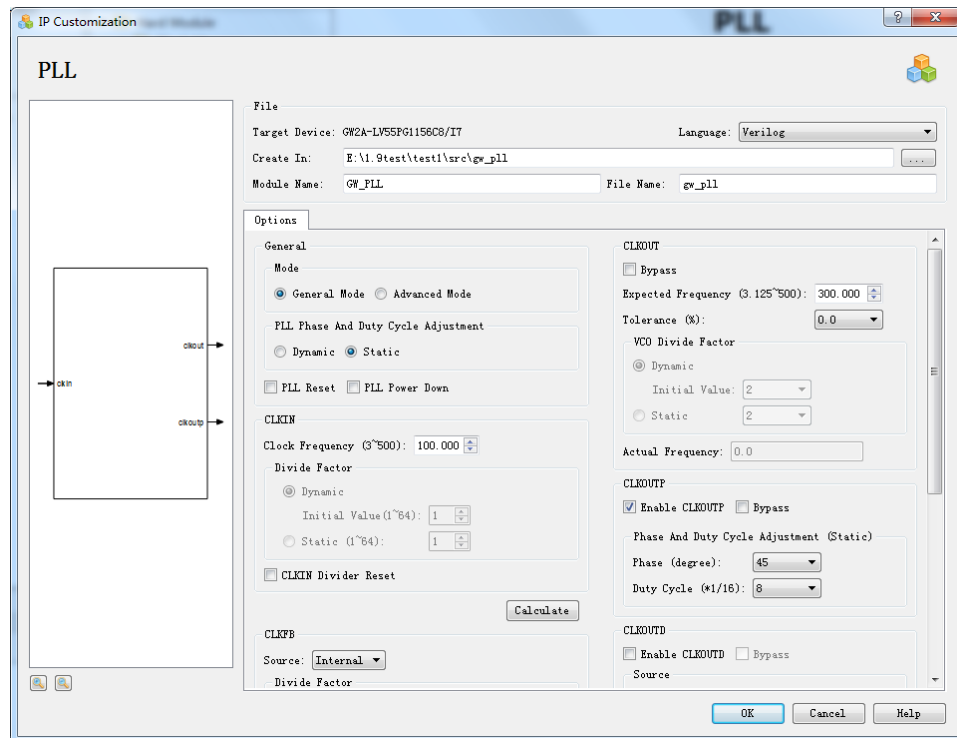 IP Customization
PLL
PLL
File
Target Device: GW2A-LV55PG1156C8/I7
Language: Verilog
Create In: E:\1.9test\test1\src\gw_pll
...
Module Name: GW_PLL
File Name: gw_pll
Options
clkin
clkout
clkoutp
General
Mode
General Mode
Advanced Mode
PLL Phase And Duty Cycle Adjustment
Dynamic
Static
PLL Reset
PLL Power Down
CLKIN
Clock Frequency (3~500): 100.000
Divide Factor
Dynamic
Initial Value(1~64): 1
Static (1~64): 1
CLKIN Divider Reset
Calculate
CLKFB
Source: Internal
Divide Factor
CLKOUT
Bypass
Expected Frequency (3.125~500): 300.000
Tolerance (%): 0.0
VCO Divide Factor
Dynamic
Initial Value: 2
Static 2
Actual Frequency: 0.0
CLKOUTP
Enable CLKOUTP
Bypass
Phase And Duty Cycle Adjustment (Static)
Phase (degree): 45
Duty Cycle (*1/16): 8
CLKOUTD
Enable CLKOUTD
Bypass
Source
OK
Cancel
Help